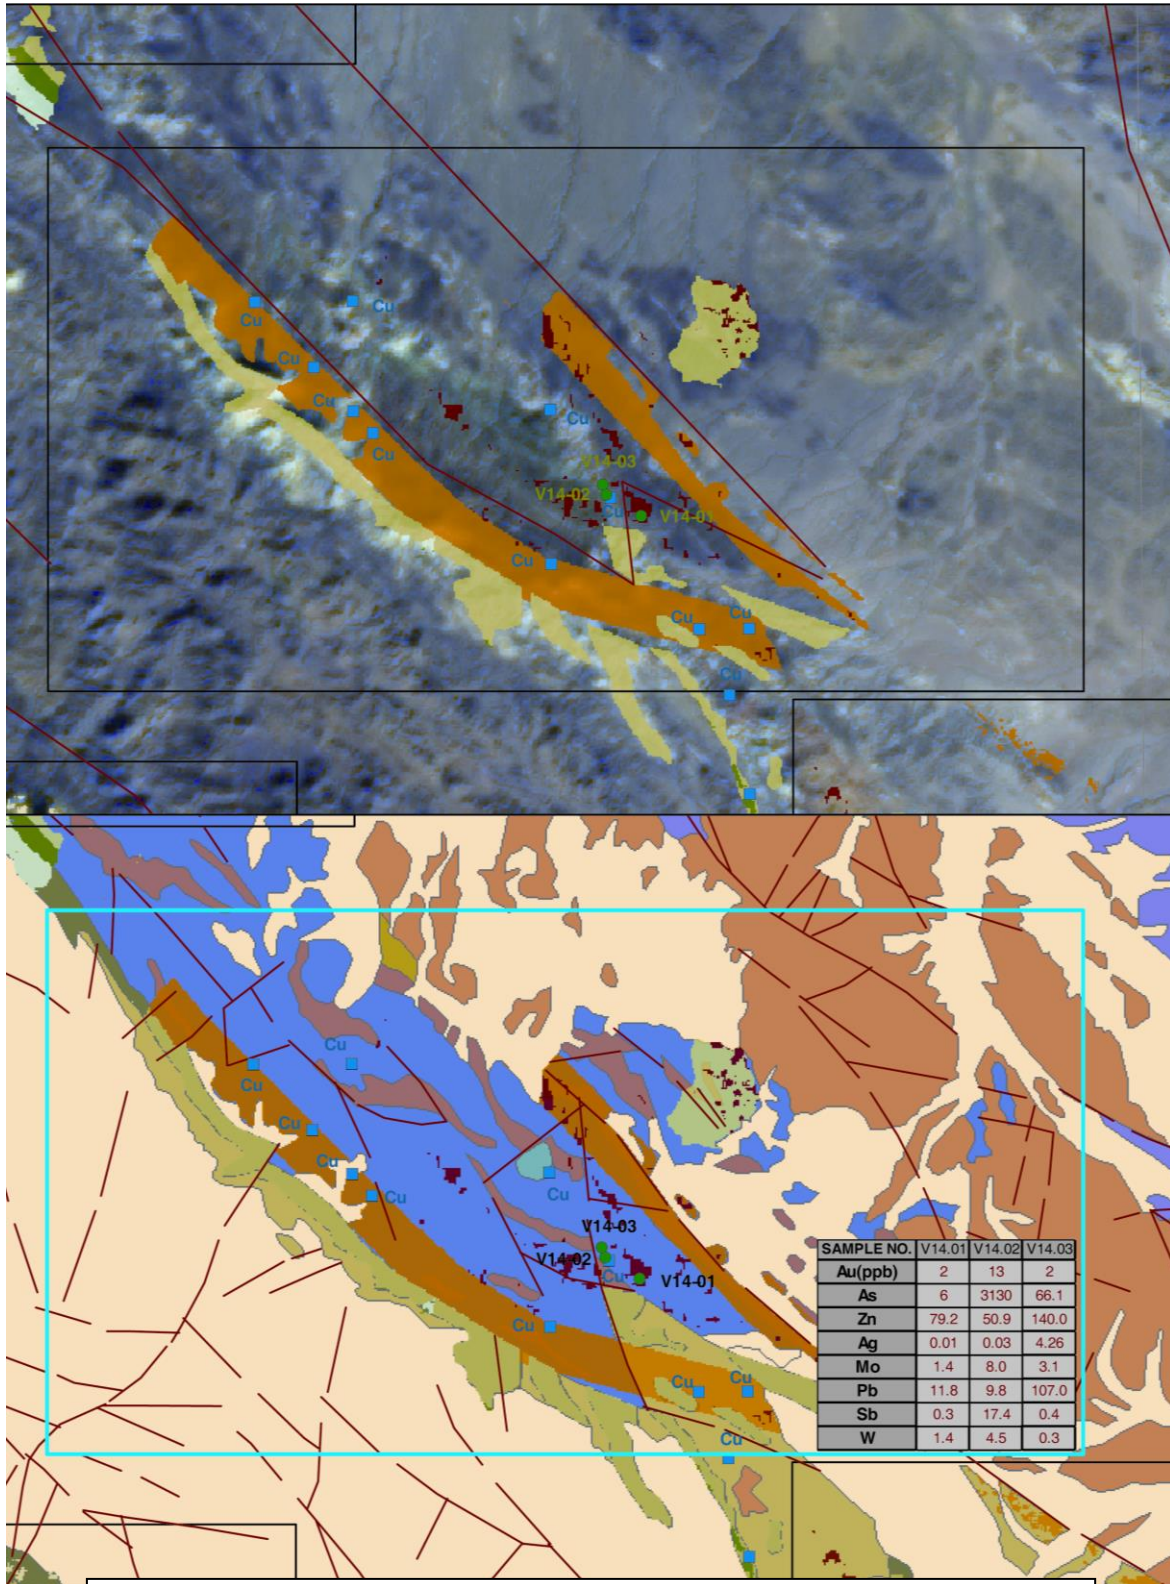 Cu
Cu
Cu
Cu
Cu
Cu
V14-03
V14-02
Cu
V14-01
Cu
Cu
Cu
Cu
Cu
Cu
Cu
Cu
Cu
Cu
V14-03
V14-02
Cu
V14-01
Cu
Cu
Cu
Cu
SAMPLE NO. V14.01 V14.02 V14.03
Au(ppb) 2 13 2
As 6 3130 66.1
Zn 79.2 50.9 140.0
Ag 0.01 0.03 4.26
Mo 1.4 8.0 3.1
Pb 11.8 9.8 107.0
Sb 0.3 17.4 0.4
W 1.4 4.5 0.3